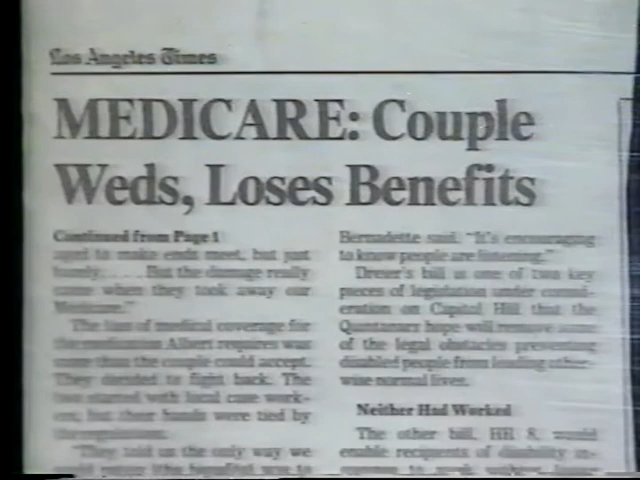 Los Angeles Times
MEDICARE: Couple
Weds, Loses Benefits
Continued from Page 1
aged to make ends meet, but just
barely. . . . But the damage really
came when they took away our
The loss of medical coverage for
the medicines Albert requires was
more than the couple could accept.
They decided to fight back. The
two started with local care work-
ers, but their hands were tied by
the regulations.
"They told us the only way we
Bernadette said. "It's encouraging
to know people are listening."
bill is one of two key
pieces of legislation under consid-
eration on Capitol Hill that the
hope will remove some
of the legal obstacles preventing
disabled people from leading other-
wise normal lives.
Neither Had Worked
The other bill, HR 8, would
enable recipients of disability in-